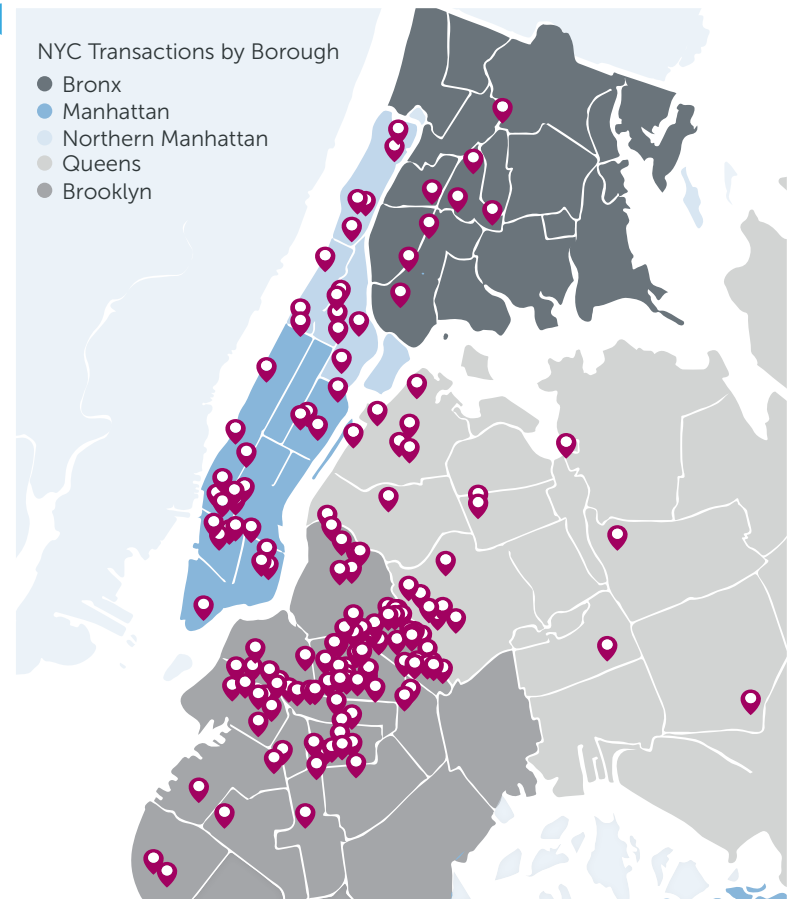 NYC Transactions by Borough
Bronx
Manhattan
Northern Manhattan
Queens
Brooklyn